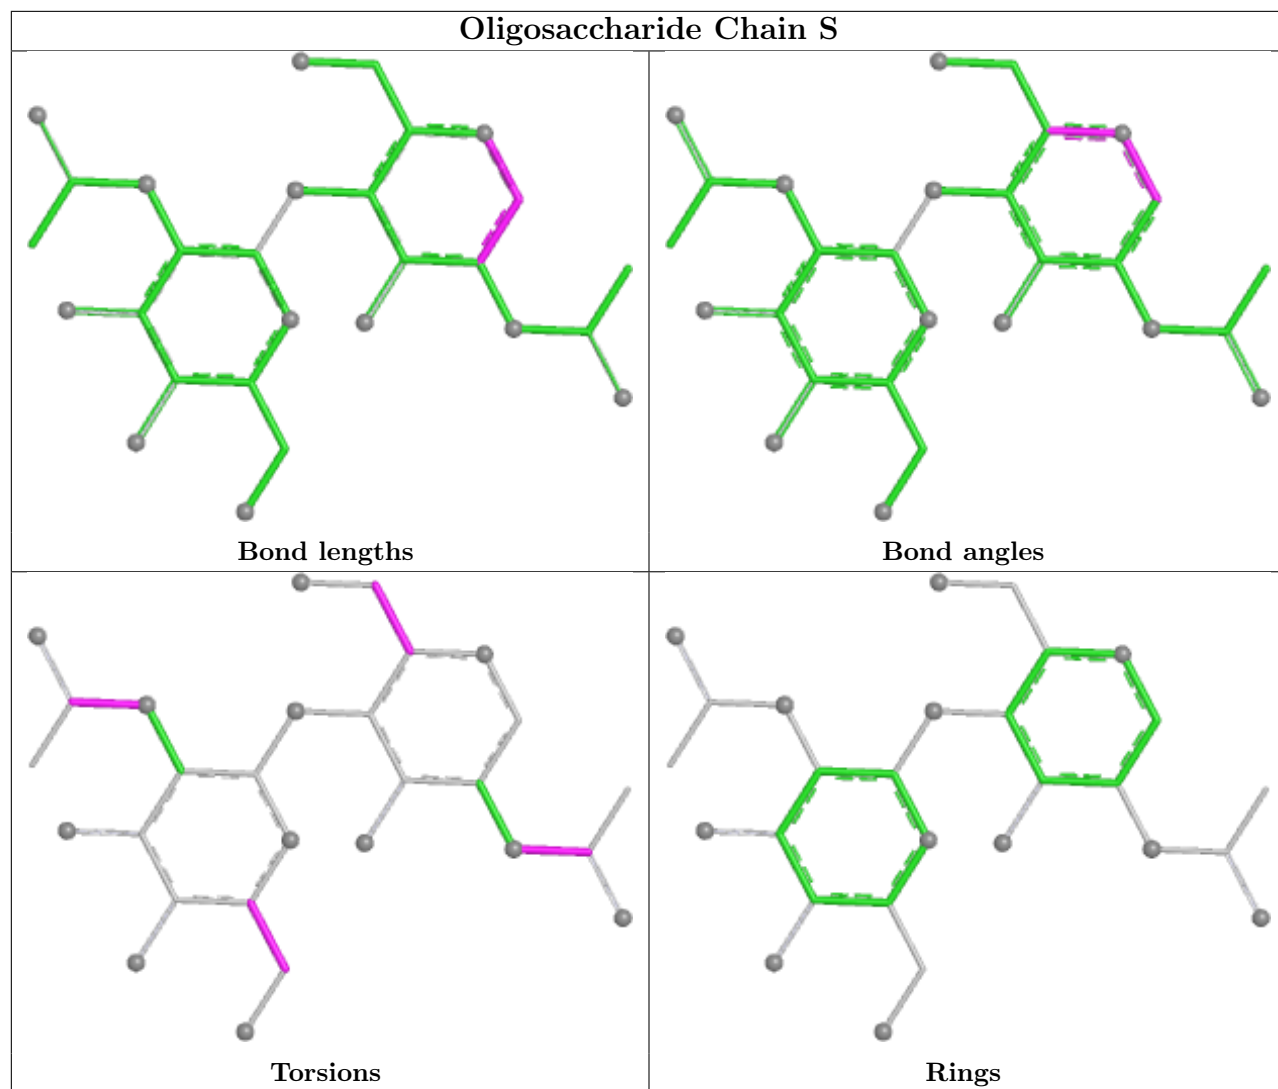 Oligosaccharide Chain S
Bond lengths
Bond angles
Torsions
Rings